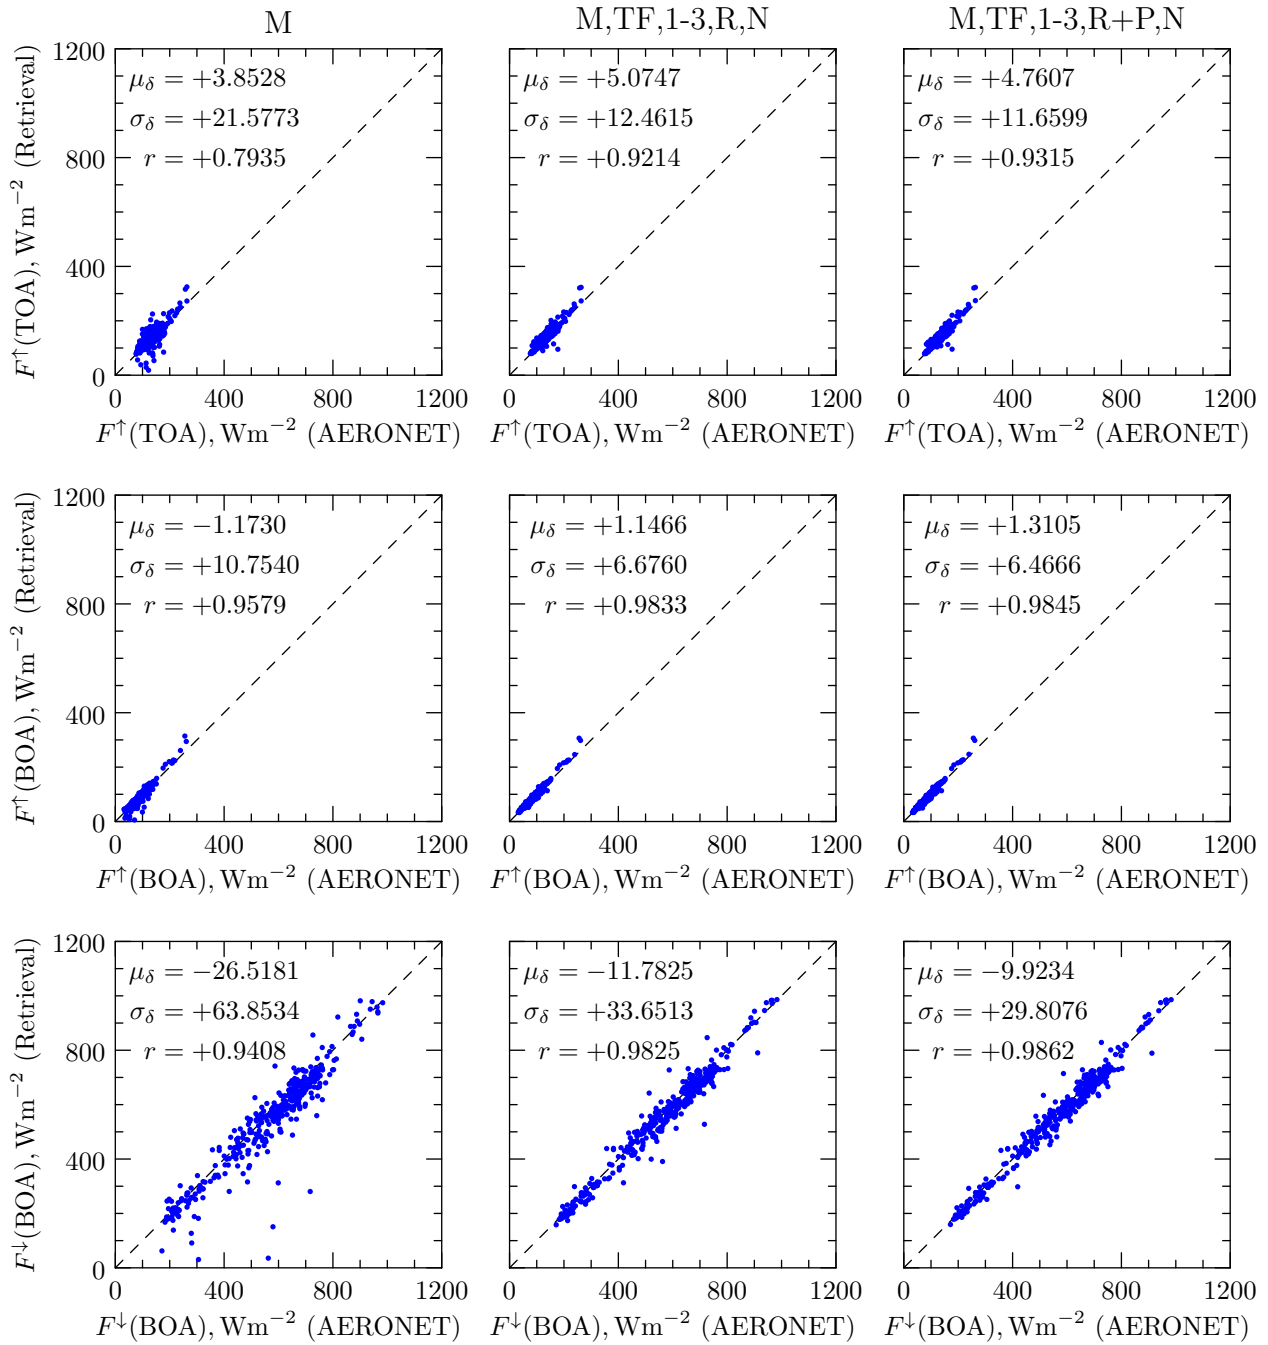 M
M,TF,1-3,R,N
M,TF,1-3,R+P,N
F↑(TOA), Wm⁻² (Retrieval)
1200
800
400
0
μδ = +3.8528
σδ = +21.5773
r = +0.7935
0 400 800 1200
F↑(TOA), Wm⁻² (AERONET)
μδ = +5.0747
σδ = +12.4615
r = +0.9214
0 400 800 1200
F↑(TOA), Wm⁻² (AERONET)
μδ = +4.7607
σδ = +11.6599
r = +0.9315
0 400 800 1200
F↑(TOA), Wm⁻² (AERONET)
F↑(BOA), Wm⁻² (Retrieval)
1200
800
400
0
μδ = −1.1730
σδ = +10.7540
r = +0.9579
0 400 800 1200
F↑(BOA), Wm⁻² (AERONET)
μδ = +1.1466
σδ = +6.6760
r = +0.9833
0 400 800 1200
F↑(BOA), Wm⁻² (AERONET)
μδ = +1.3105
σδ = +6.4666
r = +0.9845
0 400 800 1200
F↑(BOA), Wm⁻² (AERONET)
F↓(BOA), Wm⁻² (Retrieval)
1200
800
400
0
μδ = −26.5181
σδ = +63.8534
r = +0.9408
0 400 800 1200
F↓(BOA), Wm⁻² (AERONET)
μδ = −11.7825
σδ = +33.6513
r = +0.9825
0 400 800 1200
F↓(BOA), Wm⁻² (AERONET)
μδ = −9.9234
σδ = +29.8076
r = +0.9862
0 400 800 1200
F↓(BOA), Wm⁻² (AERONET)